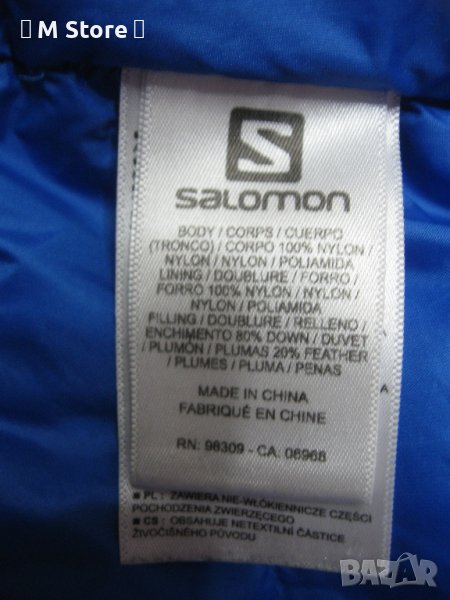 M Store
S
salomon
BODY / CORPS / CUERPO
(TRONCO) / CORPO 100% NYLON /
NYLON / NYLON / POLIAMIDA
LINING / DOUBLURE / FORRO /
FORRO 100% NYLON / NYLON /
NYLON / POLIAMIDA
FILLING / DOUBLURE / RELLENO /
ENCHIMENTO 80% DOWN / DUVET
/ PLUMÓN / PLUMAS 20% FEATHER
/ PLUMES / PLUMA / PENAS
MADE IN CHINA
FABRIQUÉ EN CHINE
A
RN: 98309 - CA: 08968
PL : ZAWIERA NIE-WŁÓKIENNICZE CZĘŚCI
POCHODZENIA ZWIERZĘCEGO
CS : OBSAHUJE NETEXTILNÍ ČÁSTICE
ŽIVOČIŠNÉHO PŮVODU
BAZAR